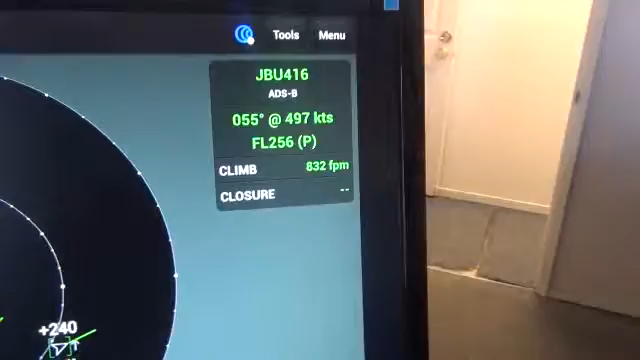 Tools Menu
JBU416
ADS-B
055° @ 497 kts
FL256 (P)
CLIMB 832 fpm
CLOSURE --
+240